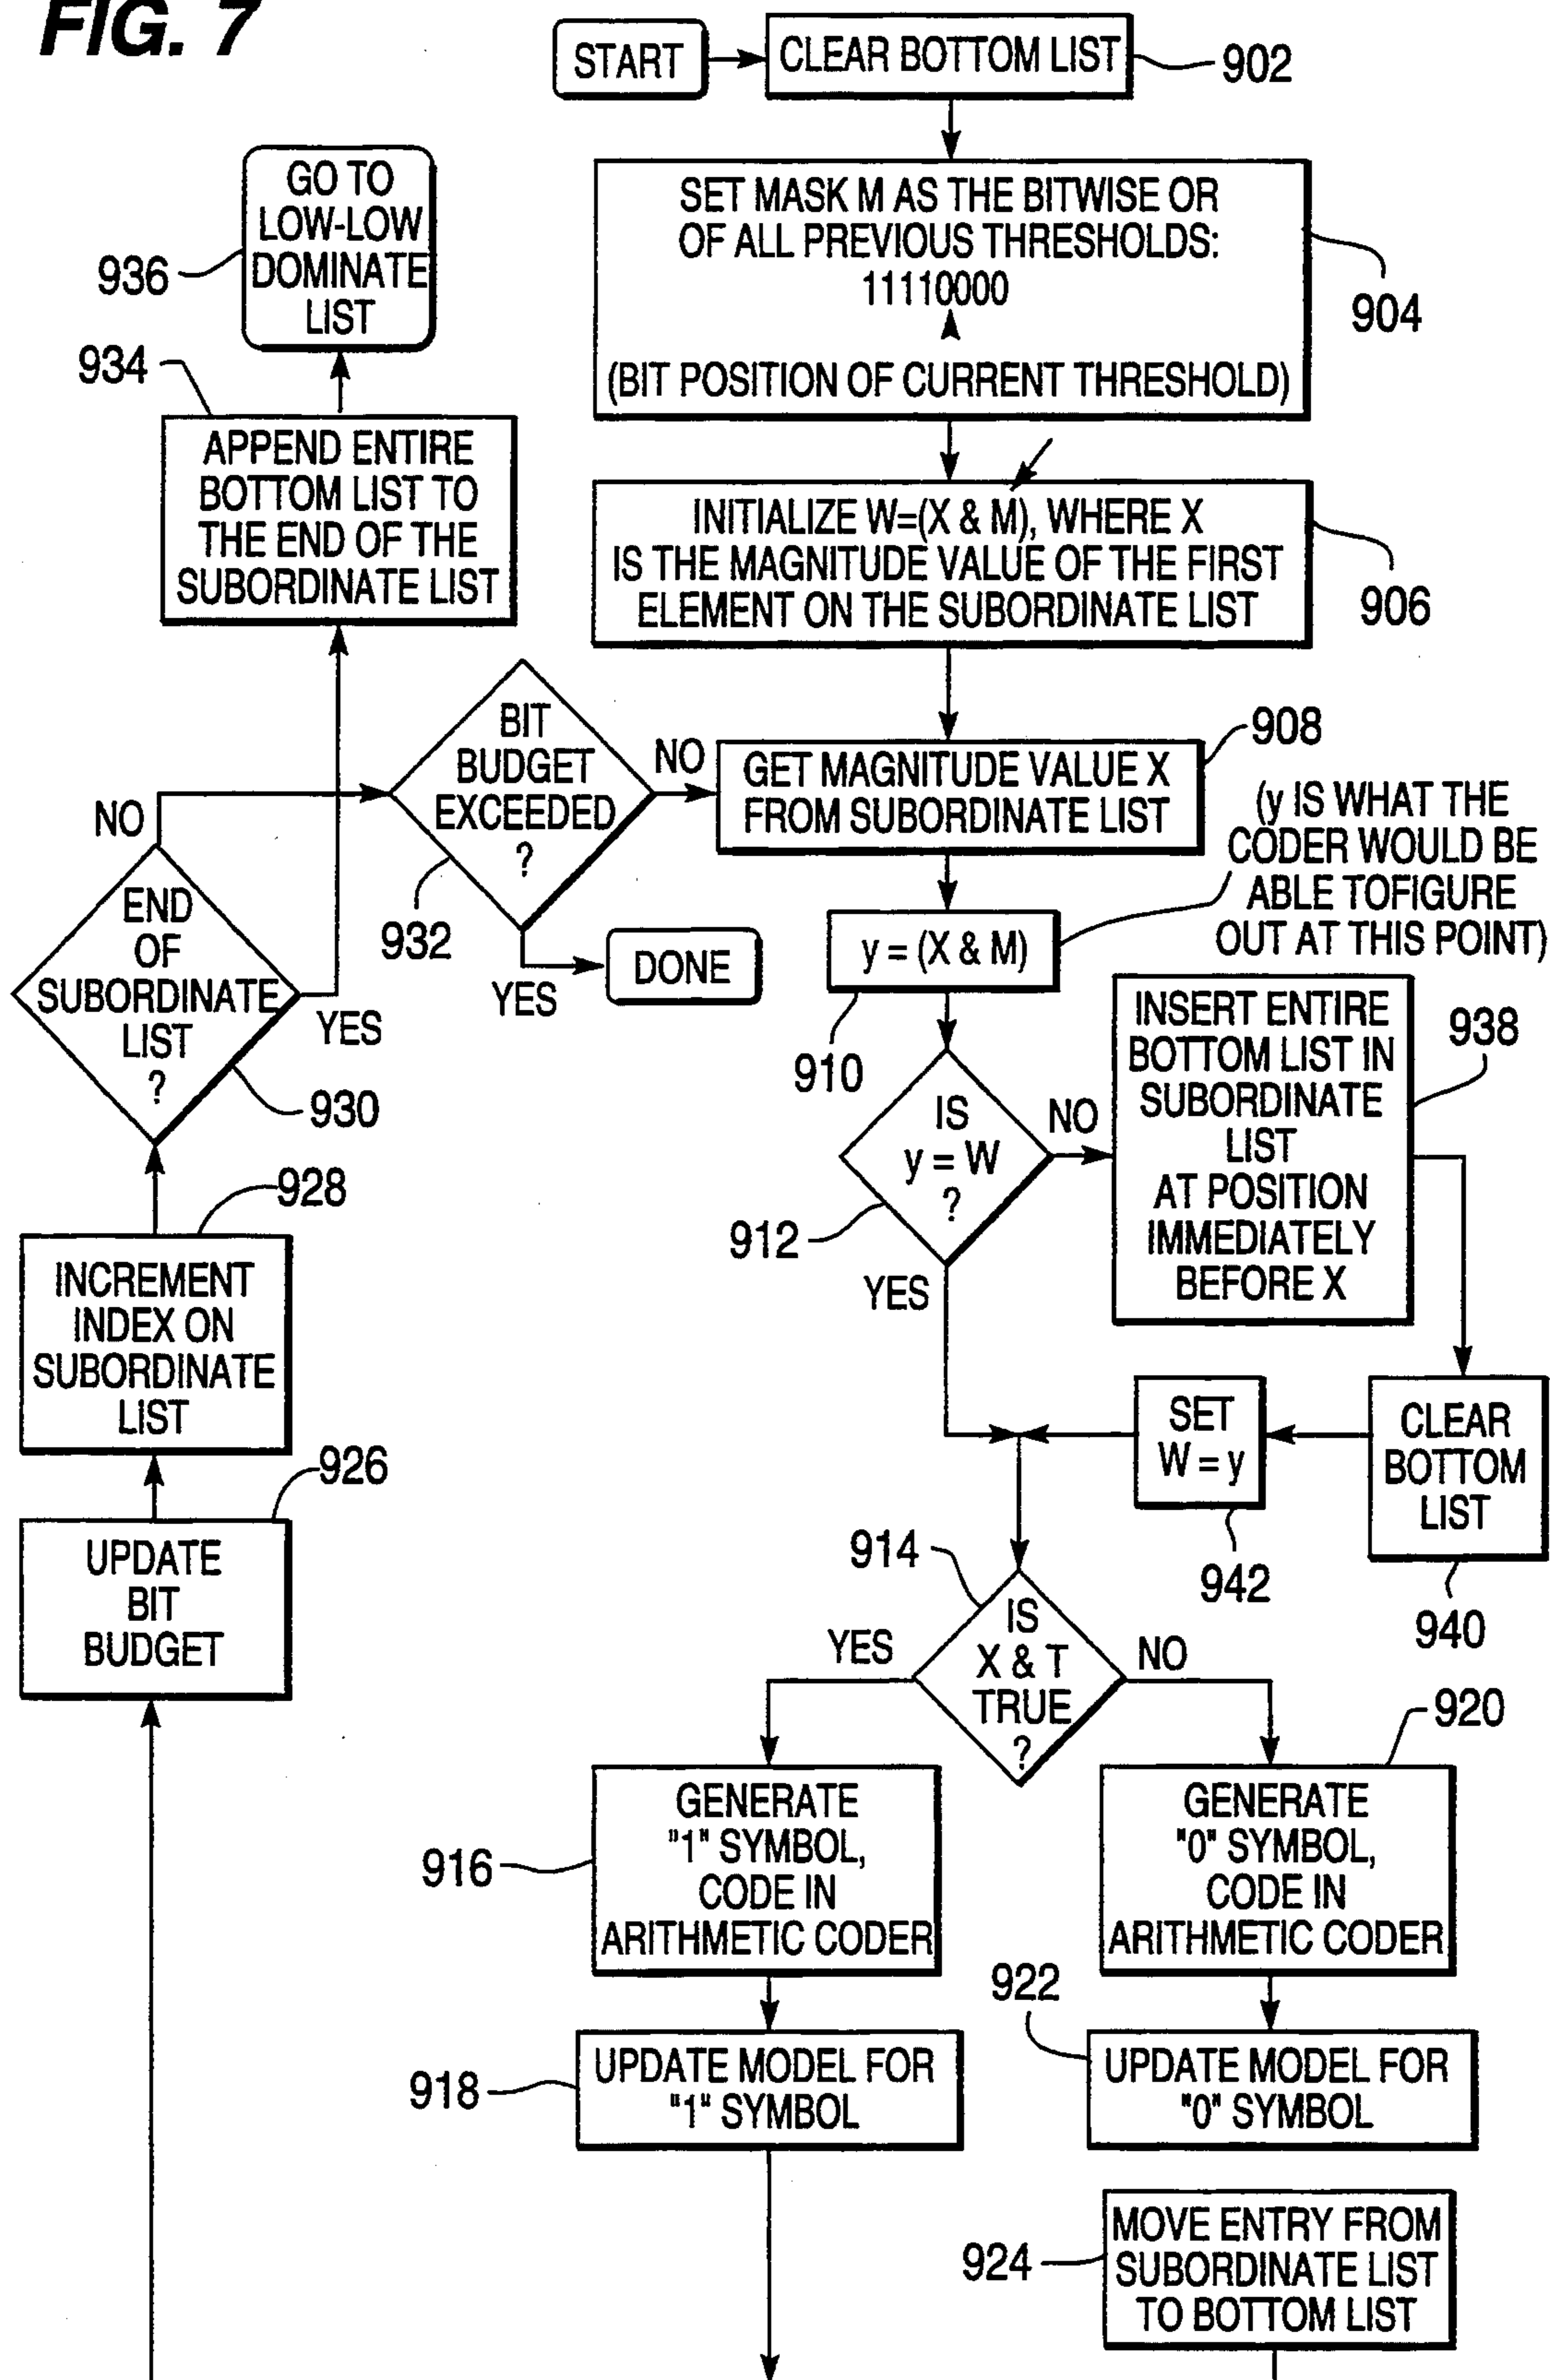 FIG. 7
START
CLEAR BOTTOM LIST
902
SET MASK M AS THE BITWISE OR
OF ALL PREVIOUS THRESHOLDS:
11110000
(BIT POSITION OF CURRENT THRESHOLD)
904
GO TO
LOW-LOW
DOMINATE
LIST
936
934
APPEND ENTIRE
BOTTOM LIST TO
THE END OF THE
SUBORDINATE LIST
INITIALIZE W=(X & M), WHERE X
IS THE MAGNITUDE VALUE OF THE FIRST
ELEMENT ON THE SUBORDINATE LIST
906
BIT
BUDGET
EXCEEDED
?
932
NO
YES
DONE
GET MAGNITUDE VALUE X
FROM SUBORDINATE LIST
908
(y IS WHAT THE
CODER WOULD BE
ABLE TOFIGURE
OUT AT THIS POINT)
y = (X & M)
910
NO
END
OF
SUBORDINATE
LIST
?
YES
930
IS
y = W
?
912
NO
YES
INSERT ENTIRE
BOTTOM LIST IN
SUBORDINATE
LIST
AT POSITION
IMMEDIATELY
BEFORE X
938
928
INCREMENT
INDEX ON
SUBORDINATE
LIST
SET
W = y
942
CLEAR
BOTTOM
LIST
940
926
UPDATE
BIT
BUDGET
914
IS
X & T
TRUE
?
YES
NO
GENERATE
"1" SYMBOL,
CODE IN
ARITHMETIC CODER
916
920
GENERATE
"0" SYMBOL,
CODE IN
ARITHMETIC CODER
UPDATE MODEL FOR
"1" SYMBOL
918
922
UPDATE MODEL FOR
"0" SYMBOL
924
MOVE ENTRY FROM
SUBORDINATE LIST
TO BOTTOM LIST